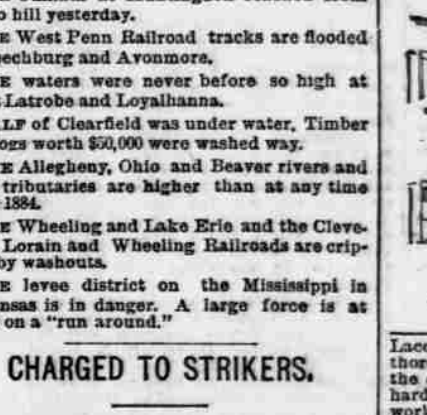 o hill yesterday.
E West Penn Railroad tracks are flooded
eechburg and Avonmore.
E waters were never before so high at
Latrobe and Loyalhanna.
LF of Clearfield was under water. Timber
ogs worth $50,000 were washed way.
E Allegheny, Ohio and Beaver rivers and
tributaries are higher than at any time
1884.
E Wheeling and Lake Erie and the Cleve-
Lorain and Wheeling Railroads are crip-
by washouts.
E levee district on the Mississippi in
nsas is in danger. A large force is at
on a "run around."
CHARGED TO STRIKERS.
Lace
thor
the
hard
work